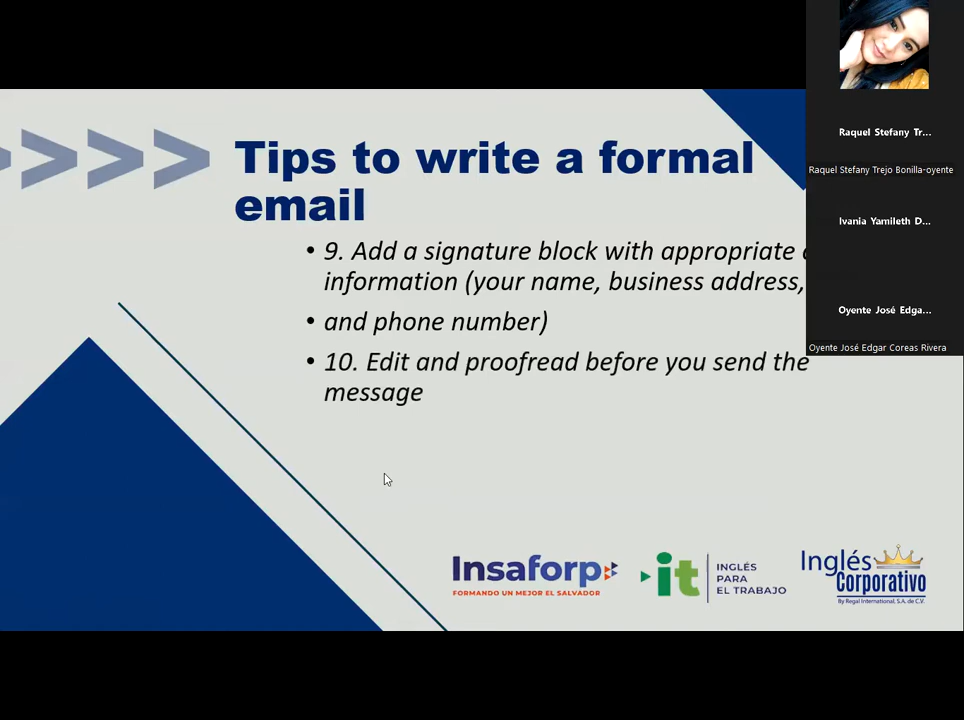 Tips to write a formal
email
• 9. Add a signature block with appropriate
information (your name, business address,
• and phone number)
• 10. Edit and proofread before you send the
message
Raquel Stefany Tr...
Raquel Stefany Trejo Bonilla-oyente
Ivania Yamileth D...
Oyente José Edga...
Oyente José Edgar Coreas Rivera
Insaforp
FORMANDO UN MEJOR EL SALVADOR
it
INGLÉS
PARA
EL TRABAJO
Inglés
Corporativo
By Regal International, S.A. de C.V.